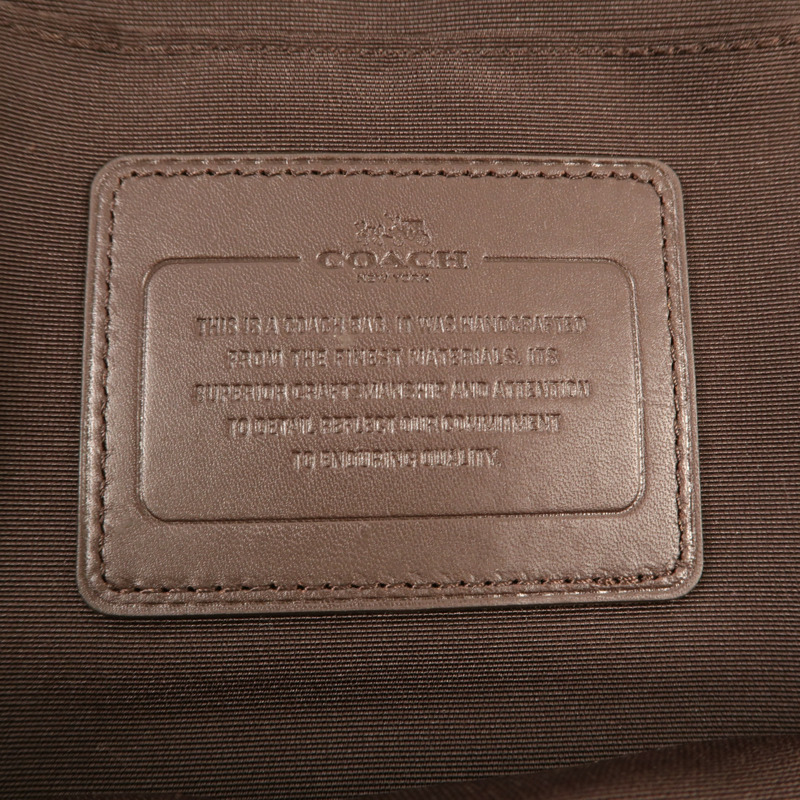 COACH
NEW YORK
THIS IS A COACH BAG. IT WAS HANDCRAFTED
FROM THE FINEST MATERIALS. ITS
SUPERIOR CRAFTSMANSHIP AND ATTENTION
TO DETAIL REFLECT OUR COMMITMENT
TO ENDURING QUALITY.